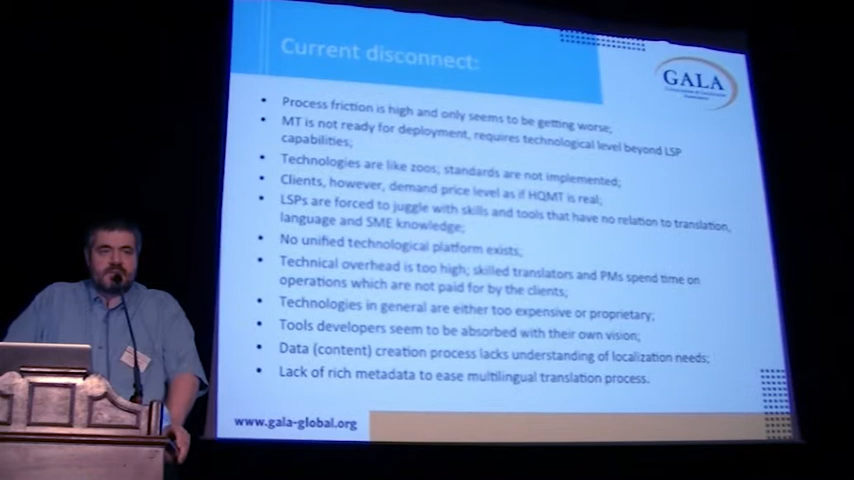 Current disconnect:
GALA
• Process friction is high and only seems to be getting worse;
• MT is not ready for deployment, requires technological level beyond LSP
capabilities;
• Technologies are like zoos; standards are not implemented;
• Clients, however, demand price level as if HQMT is real;
• LSPs are forced to juggle with skills and tools that have no relation to translation,
language and SME knowledge;
• No unified technological platform exists;
• Technical overhead is too high; skilled translators and PMs spend time on
operations which are not paid for by the clients;
• Technologies in general are either too expensive or proprietary;
• Tools developers seem to be absorbed with their own vision;
• Data (content) creation process lacks understanding of localization needs;
• Lack of rich metadata to ease multilingual translation process.
www.gala-global.org